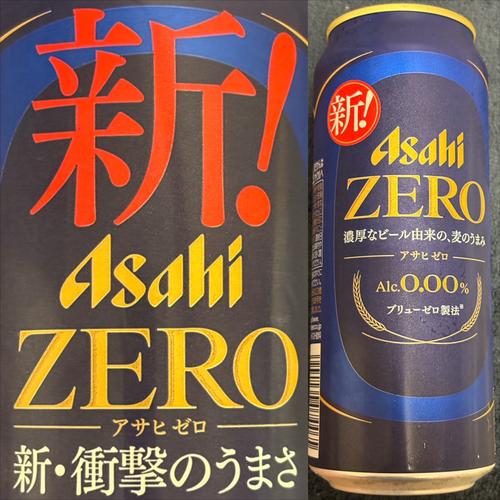 新!
Asahi
ZERO
アサヒ ゼロ
新・衝撃のうまさ
新!
Asahi
ZERO
濃厚なビール由来の、麦のうまみ
アサヒ ゼロ
Alc.0.00%
ブリューゼロ製法※